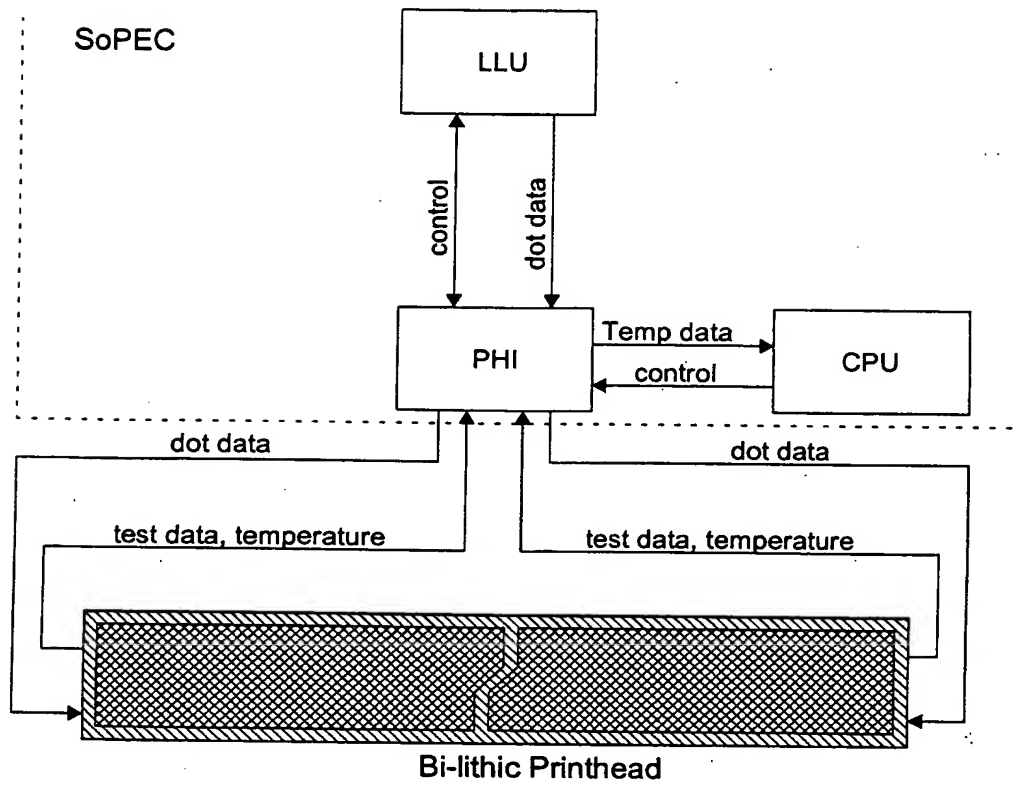 SoPEC
LLU
control
dot data
Temp data
PHI
CPU
control
dot data
dot data
test data, temperature
test data, temperature
Bi-lithic Printhead